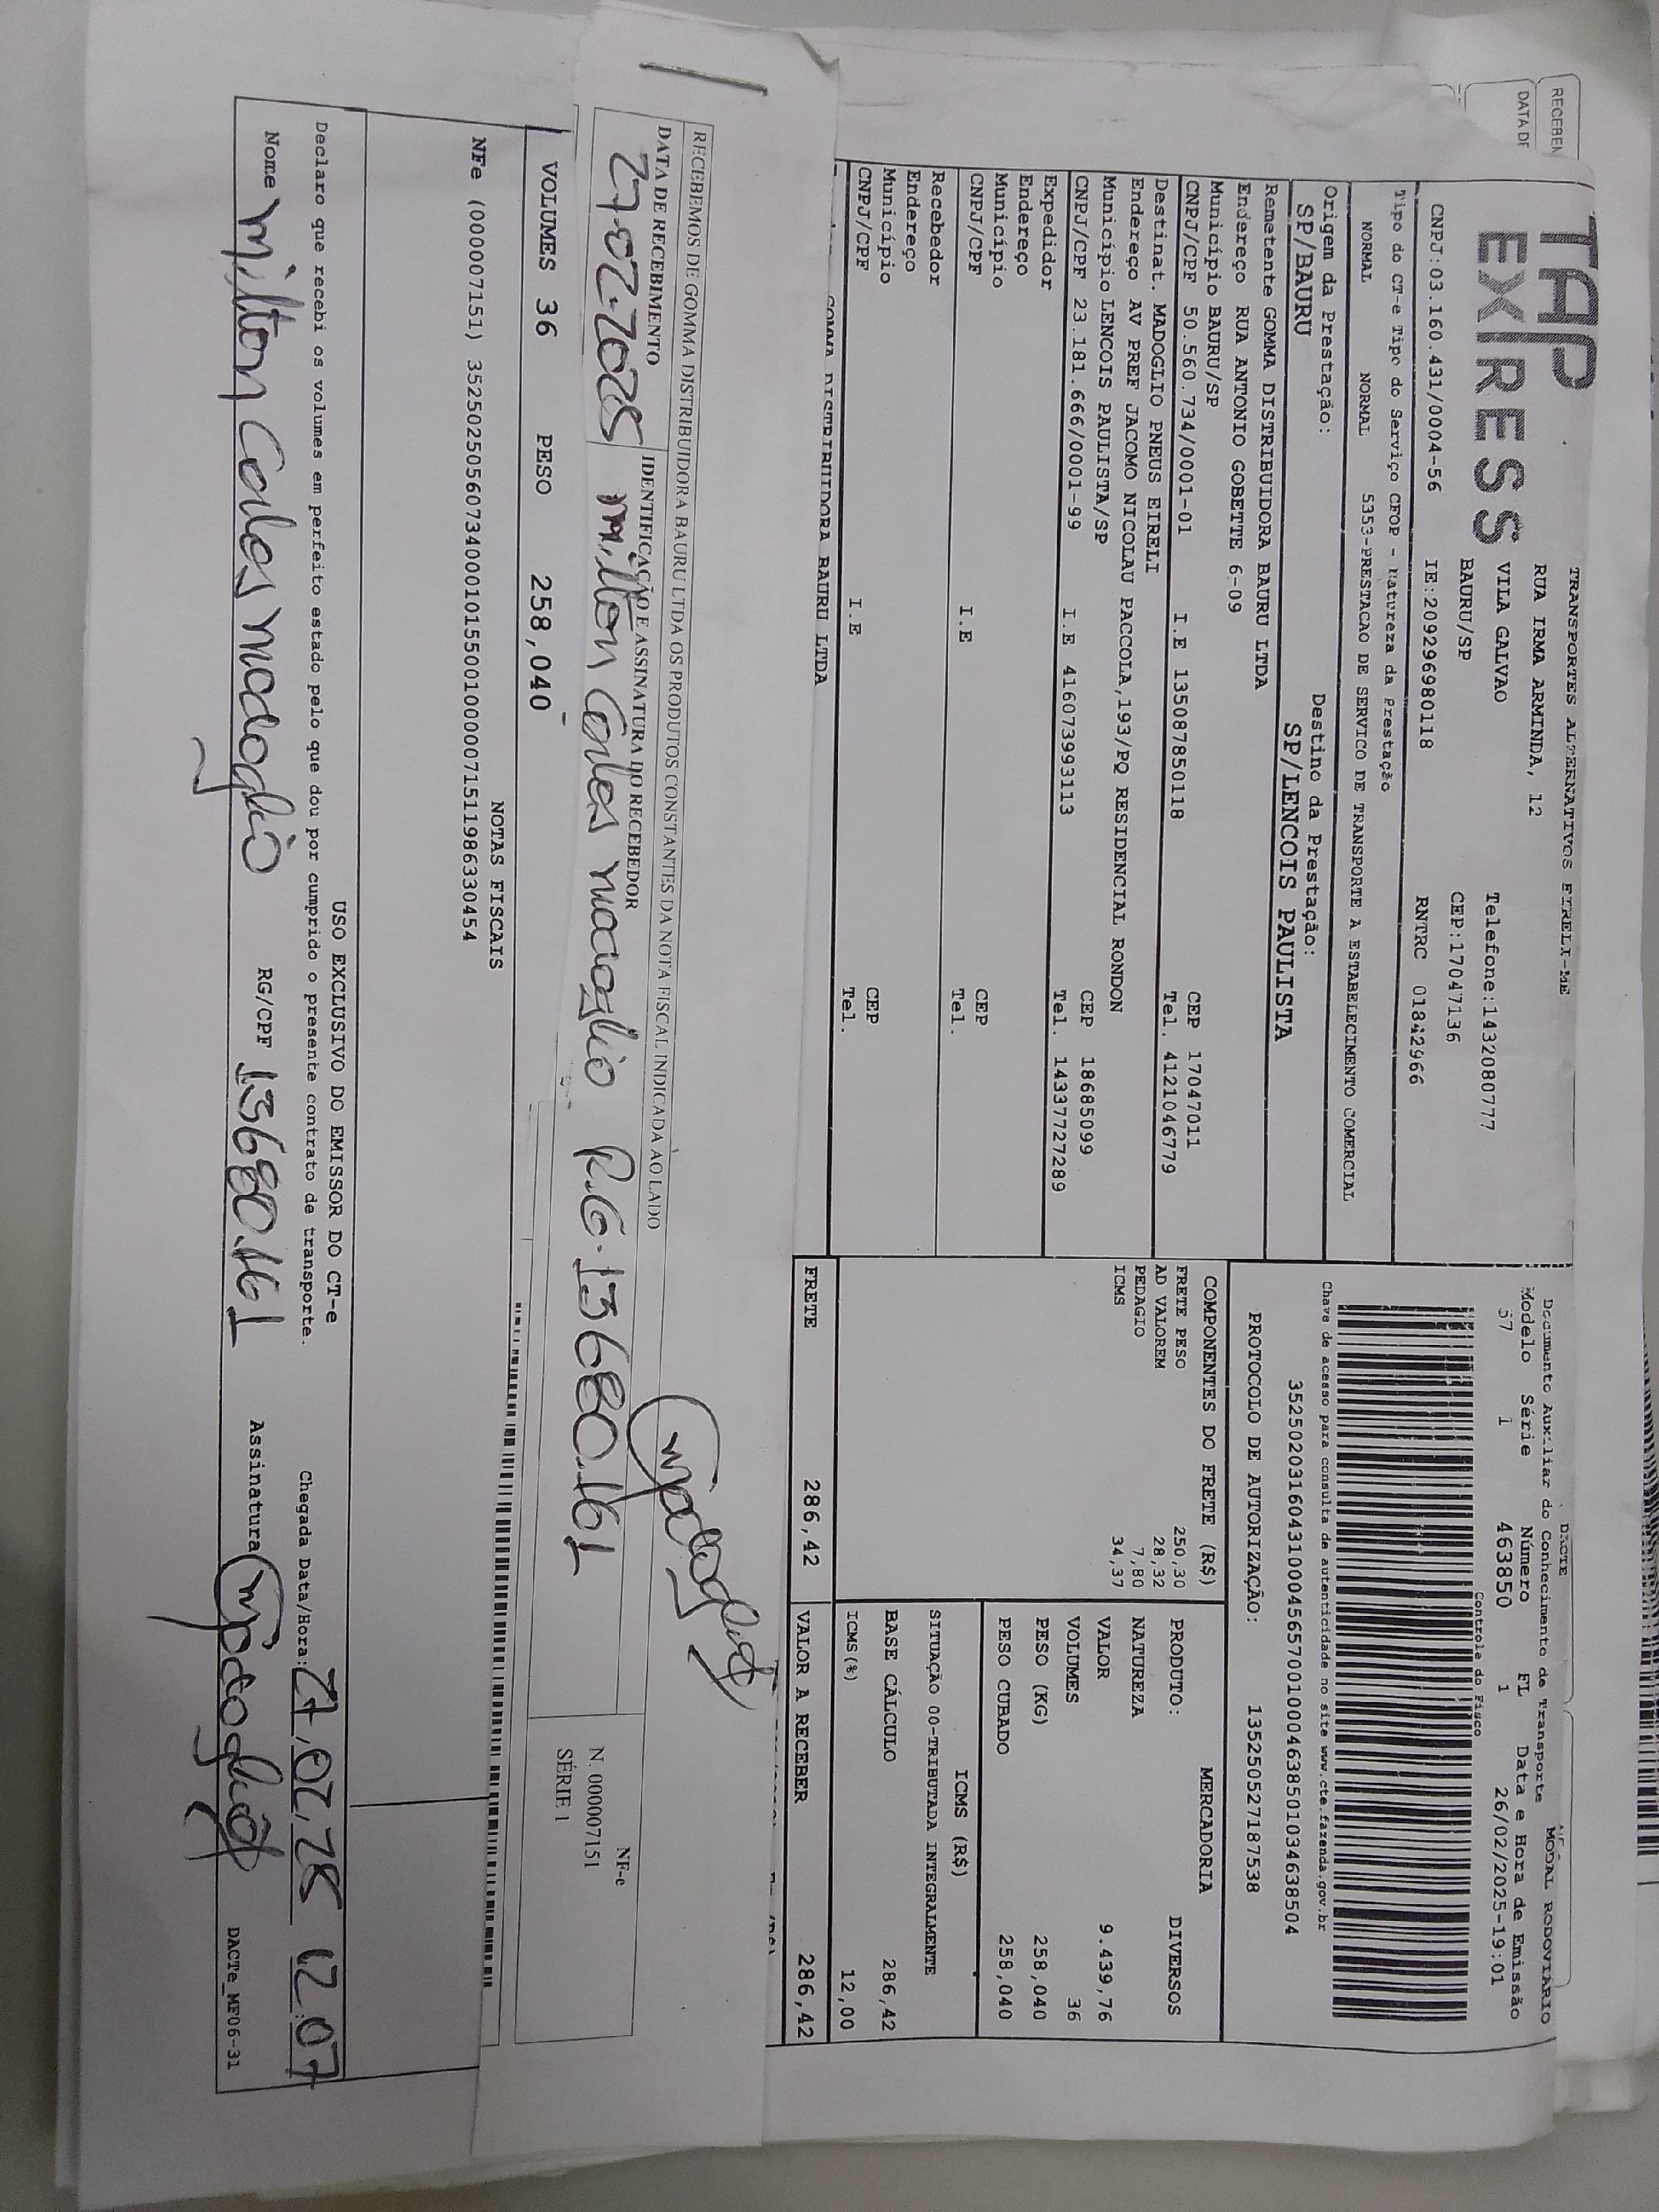 RECEBEM
DATA DE
TAP
EXPRESS
TRANSPORTES ALTERNATIVOS EIRELI-ME
RUA IRMA ARMINDA, 12
VILA GALVAO Telefone:1432080777
BAURU/SP CEP:17047136
CNPJ:03.160.431/0004-56 IE:209296980118 RNTRC 01842966
Tipo do CT-e Tipo do Serviço CFOP - Natureza da Prestação
NORMAL NORMAL 5353-PRESTACAO DE SERVICO DE TRANSPORTE A ESTABELECIMENTO COMERCIAL
Origem da Prestação: Destino da Prestação:
SP/BAURU SP/LENCOIS PAULISTA
Remetente GOMMA DISTRIBUIDORA BAURU LTDA
Endereço RUA ANTONIO GOBETTE 6-09
Município BAURU/SP CEP 17047011
CNPJ/CPF 50.560.734/0001-01 I.E 135087850118 Tel. 4121046779
Destinat. MADOGLIO PNEUS EIRELI
Endereço AV PREF JACOMO NICOLAU PACCOLA,193/PQ RESIDENCIAL RONDON
Município LENCOIS PAULISTA/SP CEP 18685099
CNPJ/CPF 23.181.666/0001-99 I.E 416073993113 Tel. 14337727289
Expedidor
Endereço
Município CEP
CNPJ/CPF I.E Tel.
Recebedor
Endereço
Município CEP
CNPJ/CPF I.E Tel.
GOMMA DISTRIBUIDORA BAURU LTDA
DACTE
Documento Auxiliar do Conhecimento de Transporte MODAL RODOVIÁRIO
Modelo Série Número FL Data e Hora de Emissão
57 1 463850 1 26/02/2025-19:01
Controle do Fisco
Chave de acesso para consulta de autenticidade no site www.cte.fazenda.gov.br
35250203160431000456570010004638501034638504
PROTOCOLO DE AUTORIZAÇÃO: 135250527187538
COMPONENTES DO FRETE (R$)
FRETE PESO 250,30
AD VALOREM 28,32
PEDAGIO 7,80
ICMS 34,37
MERCADORIA
PRODUTO: DIVERSOS
NATUREZA
VALOR 9.439,76
VOLUMES 36
PESO (KG) 258,040
PESO CUBADO 258,040
ICMS (R$)
SITUAÇÃO 00-TRIBUTADA INTEGRALMENTE
BASE CÁLCULO 286,42
ICMS(%) 12,00
FRETE 286,42 VALOR A RECEBER 286,42
RECEBEMOS DE GOMMA DISTRIBUIDORA BAURU LTDA OS PRODUTOS CONSTANTES DA NOTA FISCAL INDICADA AO LADO
DATA DE RECEBIMENTO IDENTIFICAÇÃO E ASSINATURA DO RECEBEDOR
27.02.2025 Milton Carlos Madoglio R.G. 13680.161
NF-e
N. 000007151
SÉRIE 1
VOLUMES 36 PESO 258,040
NOTAS FISCAIS
NFe (000007151) 35250250560734000101550010000071511986330454
USO EXCLUSIVO DO EMISSOR DO CT-e
Declaro que recebi os volumes em perfeito estado pelo que dou por cumprido o presente contrato de transporte. Chegada Data/Hora: 27,02,25 12:07
Nome Milton Carlos Madoglio RG/CPF 13680.161 Assinatura Madoglio
DACTe_MF06-31